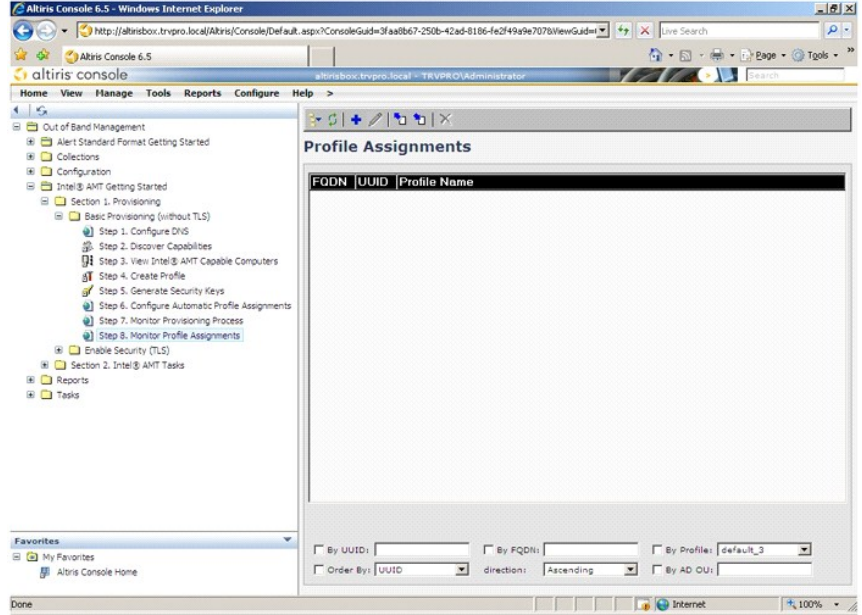 Altiris Console 6.5 - Windows Internet Explorer
http://altirisbox.trvpro.local/Altiris/Console/Default.aspx?ConsoleGuid=3faa8b67-250b-42ad-8186-fe2f49a9e707&ViewGuid=
Live Search
Altiris Console 6.5
Page
Tools
altiris console
altirisbox.trvpro.local - TRVPRO\Administrator
Search
Home View Manage Tools Reports Configure Help >
Out of Band Management
Alert Standard Format Getting Started
Collections
Configuration
Intel® AMT Getting Started
Section 1. Provisioning
Basic Provisioning (without TLS)
Step 1. Configure DNS
Step 2. Discover Capabilities
Step 3. View Intel® AMT Capable Computers
Step 4. Create Profile
Step 5. Generate Security Keys
Step 6. Configure Automatic Profile Assignments
Step 7. Monitor Provisioning Process
Step 8. Monitor Profile Assignments
Enable Security (TLS)
Section 2. Intel® AMT Tasks
Reports
Tasks
Profile Assignments
FQDN UUID Profile Name
Favorites
My Favorites
Altiris Console Home
By UUID: By FQDN: By Profile: default_3
Order By: UUID direction: Ascending By AD OU:
Done
Internet
100%